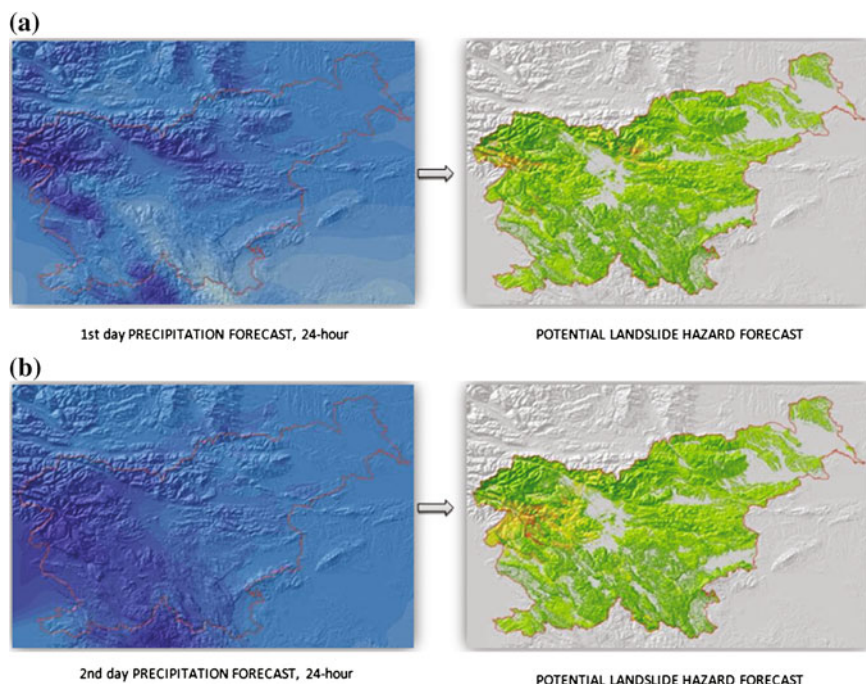 (a)
1st day PRECIPITATION FORECAST, 24-hour
POTENTIAL LANDSLIDE HAZARD FORECAST
(b)
2nd day PRECIPITATION FORECAST, 24-hour
POTENTIAL LANDSLIDE HAZARD FORECAST